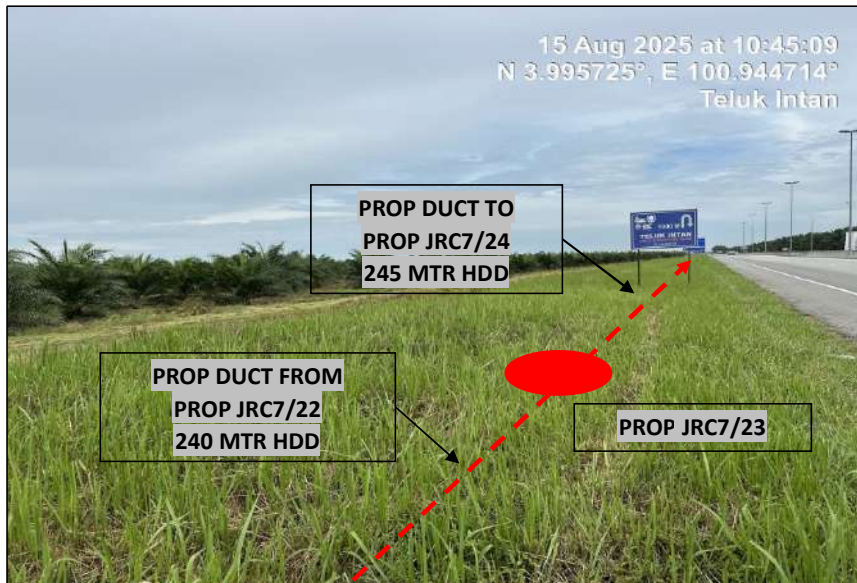 15 Aug 2025 at 10:45:09
N 3.995725°, E 100.944714°
Teluk Intan
PROP DUCT TO
PROP JRC7/24
245 MTR HDD
TELUK INTAN
PROP DUCT FROM
PROP JRC7/22
240 MTR HDD
PROP JRC7/23